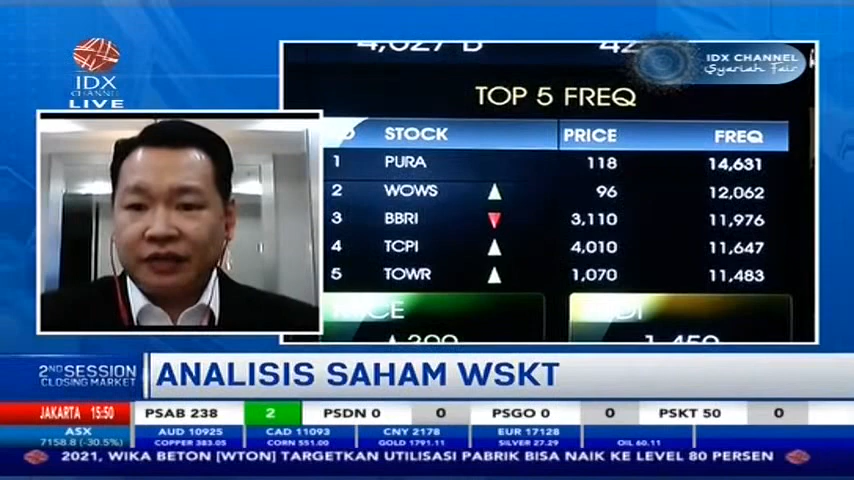 IDX
CHANNEL
LIVE
IDX CHANNEL
Syariah Fair
TOP 5 FREQ
STOCK PRICE FREQ
1 PURA 118 14,631
2 WOWS 96 12,062
3 BBRI 3,110 11,976
4 TCPI 4,010 11,647
5 TOWR 1,070 11,483
2ND SESSION
CLOSING MARKET
ANALISIS SAHAM WSKT
JAKARTA 15:50 PSAB 238 2 PSDN 0 0 PSGO 0 0 PSKT 50 0
ASX AUD 10925 CAD 11093 CNY 2178 EUR 17128
7158.8 (-30.5%) COPPER 383.05 CORN 551.00 GOLD 1791.11 SILVER 27.29 OIL 60.11
2021, WIKA BETON [WTON] TARGETKAN UTILISASI PABRIK BISA NAIK KE LEVEL 80 PERSEN